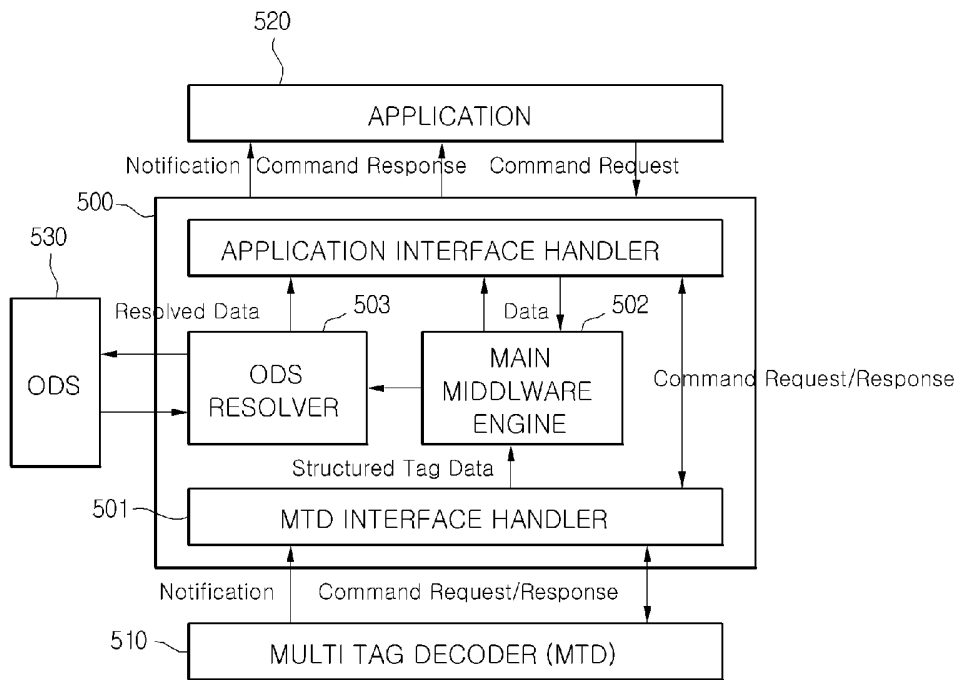 520
APPLICATION
Notification Command Response Command Request
500
APPLICATION INTERFACE HANDLER
530
Resolved Data
503
Data
502
ODS
ODS
RESOLVER
MAIN
MIDDLWARE
ENGINE
Command Request/Response
Structured Tag Data
501
MTD INTERFACE HANDLER
Notification
Command Request/Response
510
MULTI TAG DECODER (MTD)